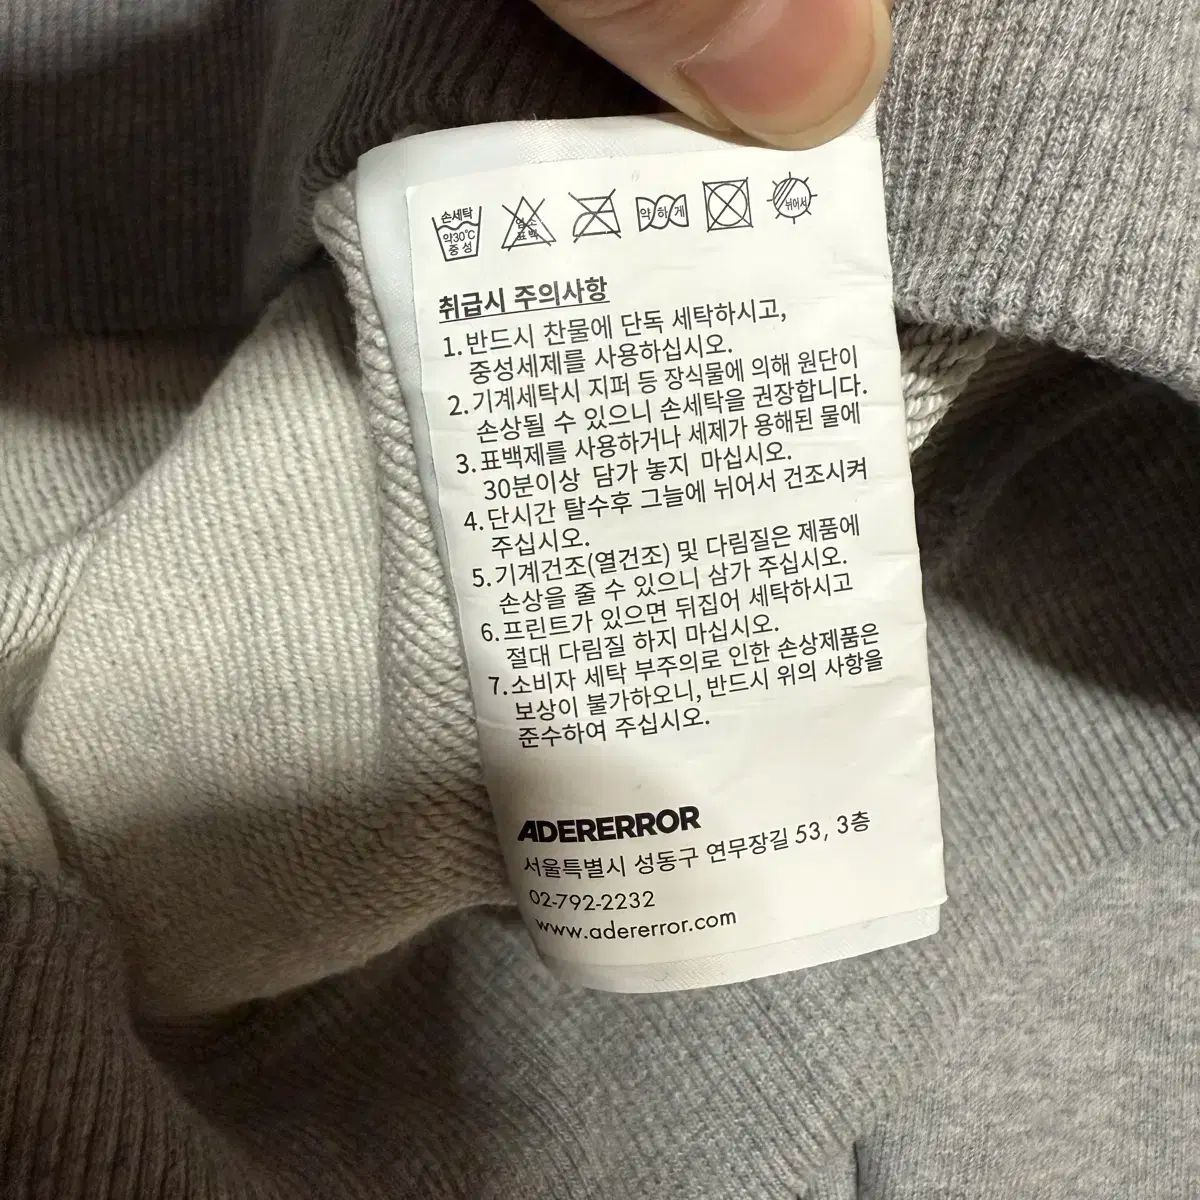 손세탁
약30℃
중성
염소
표백
약하게
뉘어서
취급시 주의사항
1. 반드시 찬물에 단독 세탁하시고,
중성세제를 사용하십시오.
2. 기계세탁시 지퍼 등 장식물에 의해 원단이
손상될 수 있으니 손세탁을 권장합니다.
3. 표백제를 사용하거나 세제가 용해된 물에
30분이상 담가 놓지 마십시오.
4. 단시간 탈수후 그늘에 뉘어서 건조시켜
주십시오.
5. 기계건조(열건조) 및 다림질은 제품에
손상을 줄 수 있으니 삼가 주십시오.
6. 프린트가 있으면 뒤집어 세탁하시고
절대 다림질 하지 마십시오.
7. 소비자 세탁 부주의로 인한 손상제품은
보상이 불가하오니, 반드시 위의 사항을
준수하여 주십시오.
ADERERROR
서울특별시 성동구 연무장길 53, 3층
02-792-2232
www.adererror.com